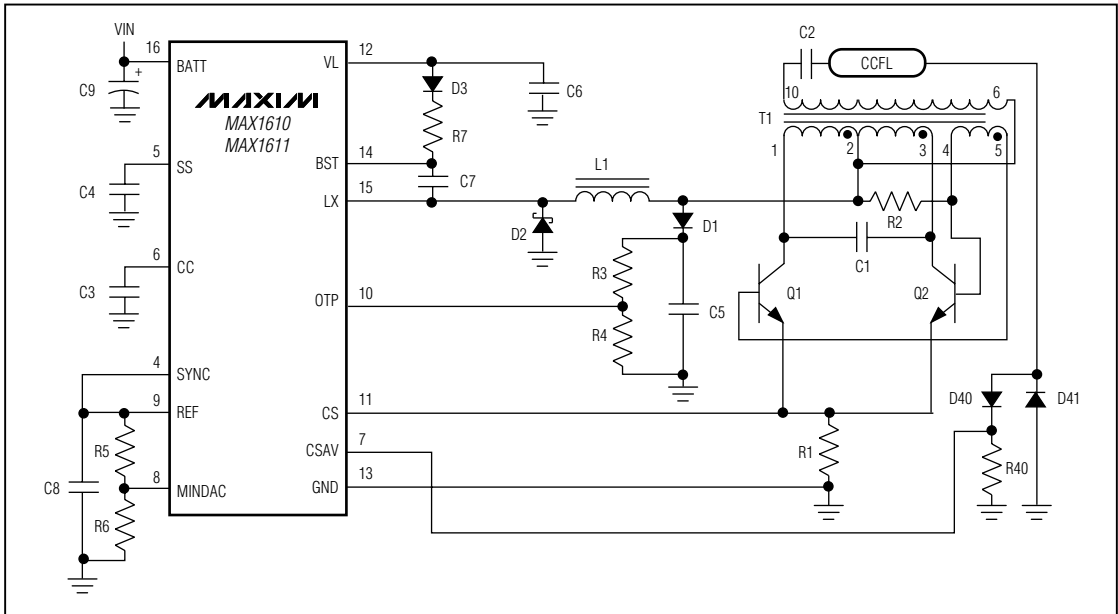 VIN
16
BATT
C9
+
MAXIM
MAX1610
MAX1611
12
VL
D3
R7
C6
5
SS
C4
14
BST
C7
15
LX
L1
D2
D1
6
CC
C3
OTP
10
R3
R4
C5
4
SYNC
9
REF
R5
C8
8
MINDAC
R6
CS
11
CSAV
7
GND
13
R1
C2
CCFL
10
6
T1
1
2
3
4
5
R2
C1
Q1
Q2
D40
D41
R40